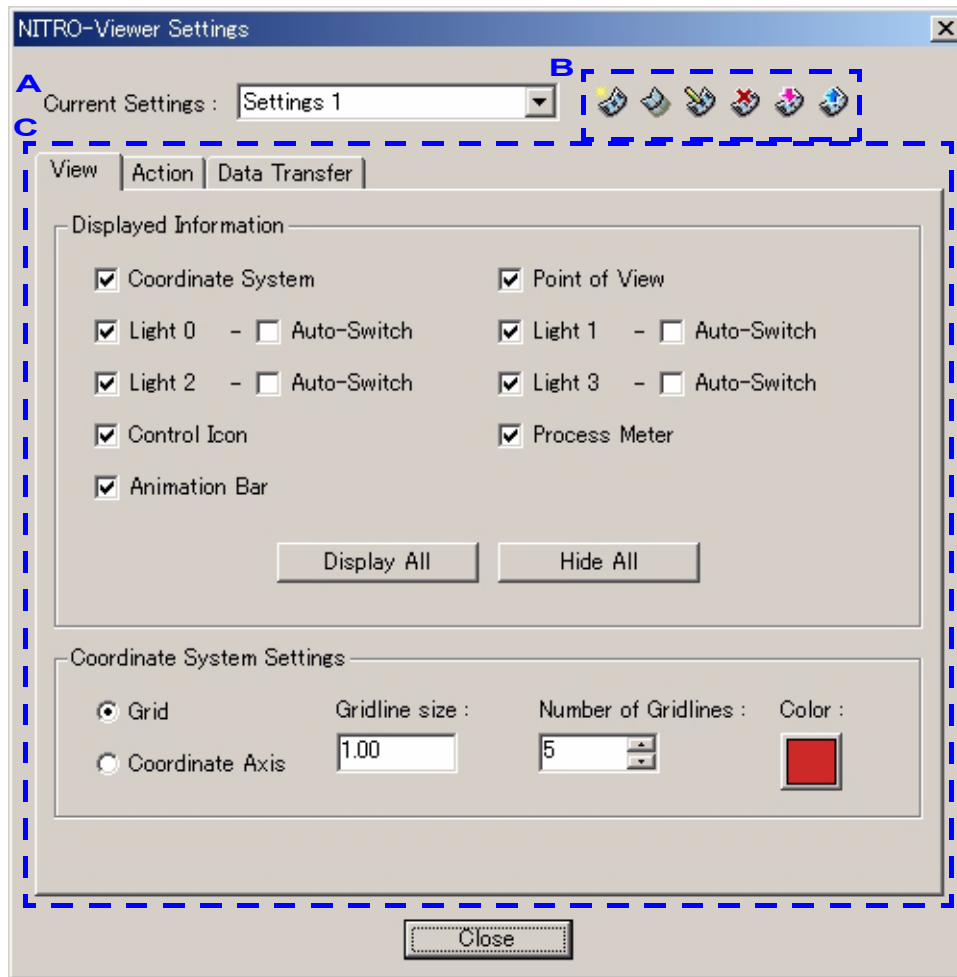 NITRO-Viewer Settings
A
B
Current Settings : Settings 1
C
View Action Data Transfer
Displayed Information
Coordinate System Point of View
Light 0 - Auto-Switch Light 1 - Auto-Switch
Light 2 - Auto-Switch Light 3 - Auto-Switch
Control Icon Process Meter
Animation Bar
Display All Hide All
Coordinate System Settings
Grid Gridline size : Number of Gridlines : Color :
1.00 5
Coordinate Axis
Close